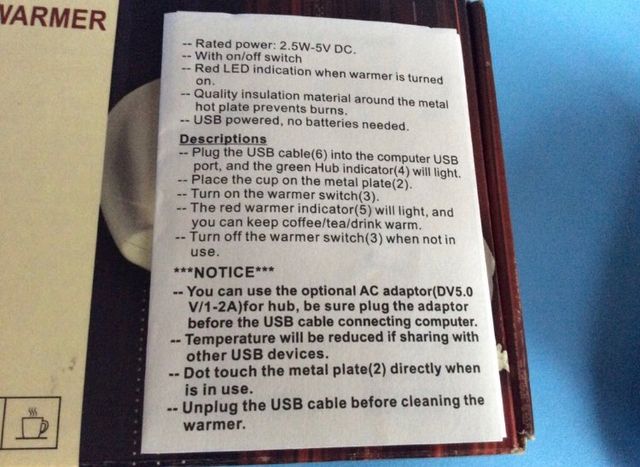 WARMER
-- Rated power: 2.5W-5V DC.
-- With on/off switch
-- Red LED indication when warmer is turned
on.
-- Quality insulation material around the metal
hot plate prevents burns.
-- USB powered, no batteries needed.
Descriptions
-- Plug the USB cable(6) into the computer USB
port, and the green Hub indicator(4) will light.
-- Place the cup on the metal plate(2).
-- Turn on the warmer switch(3).
-- The red warmer indicator(5) will light, and
you can keep coffee/tea/drink warm.
-- Turn off the warmer switch(3) when not in
use.
***NOTICE***
-- You can use the optional AC adaptor(DV5.0
V/1-2A)for hub, be sure plug the adaptor
before the USB cable connecting computer.
-- Temperature will be reduced if sharing with
other USB devices.
-- Dot touch the metal plate(2) directly when
is in use.
-- Unplug the USB cable before cleaning the
warmer.